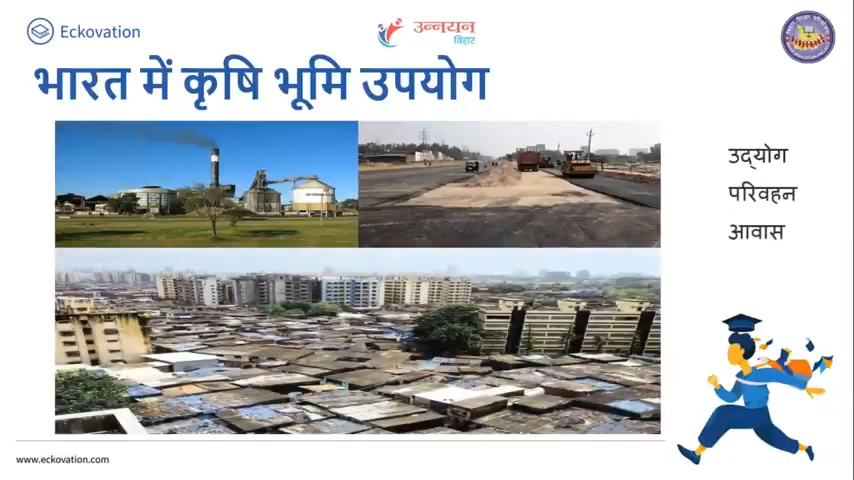 Eckovation
उन्नयन
बिहार
भारत में कृषि भूमि उपयोग
उद्योग
परिवहन
आवास
www.eckovation.com